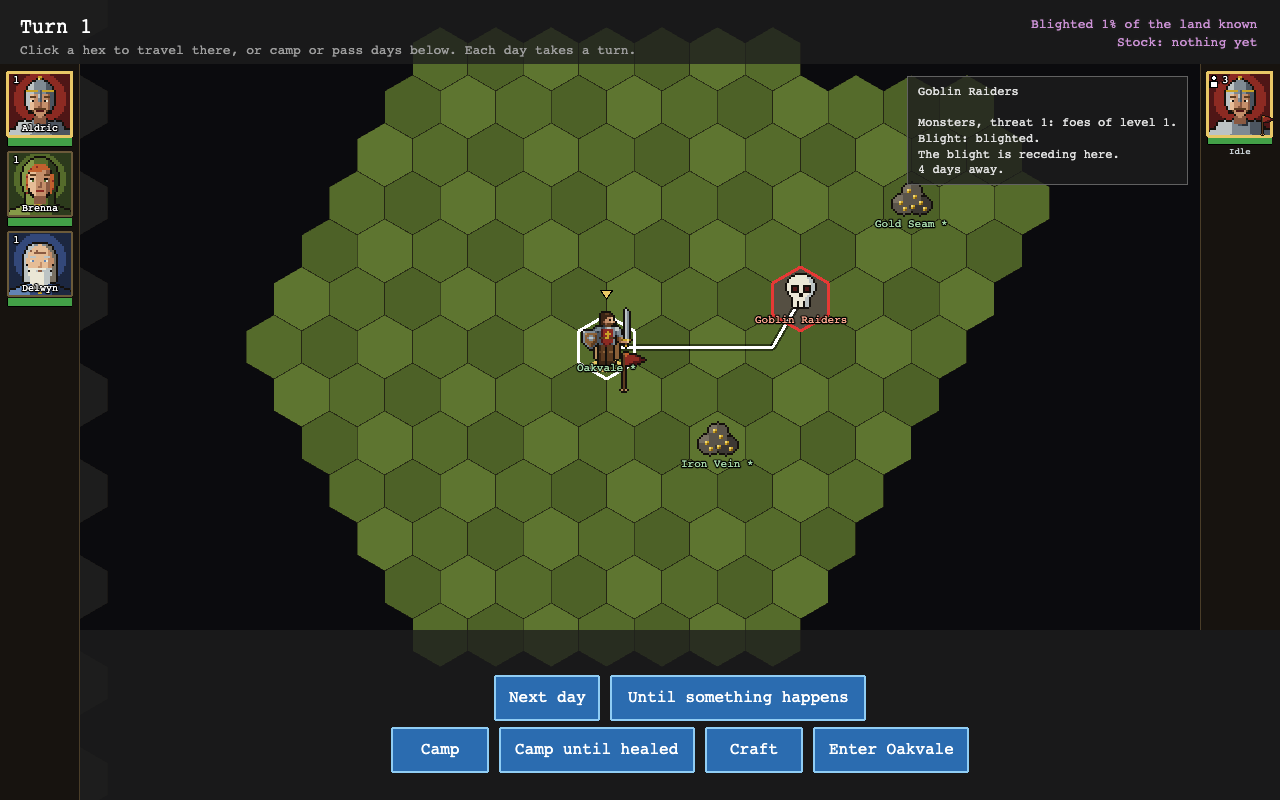 Turn 1
Click a hex to travel there, or camp or pass days below. Each day takes a turn.
Blighted 1% of the land known
Stock: nothing yet
1
Aldric
1
Brenna
1
Delwyn
3
Idle
Goblin Raiders
Monsters, threat 1: foes of level 1.
Blight: blighted.
The blight is receding here.
4 days away.
Gold Seam *
Goblin Raiders
Oakvale *
Iron Vein *
Next day
Until something happens
Camp
Camp until healed
Craft
Enter Oakvale